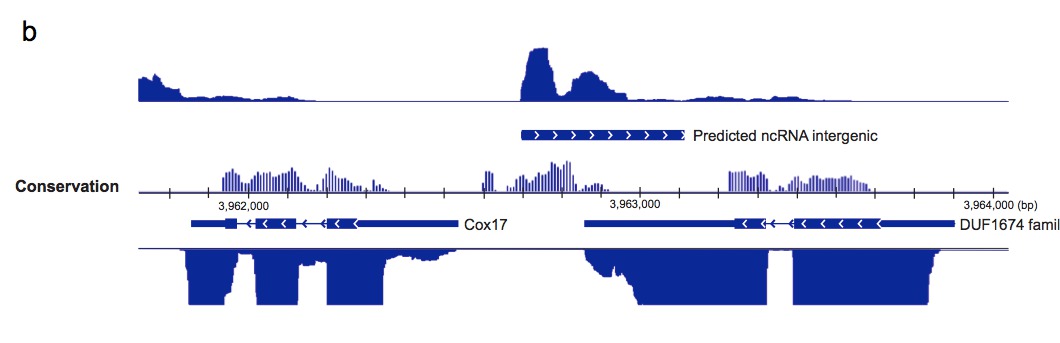 b
Predicted ncRNA intergenic
Conservation
3,962,000 3,963,000 3,964,000 (bp)
Cox17 DUF1674 famil